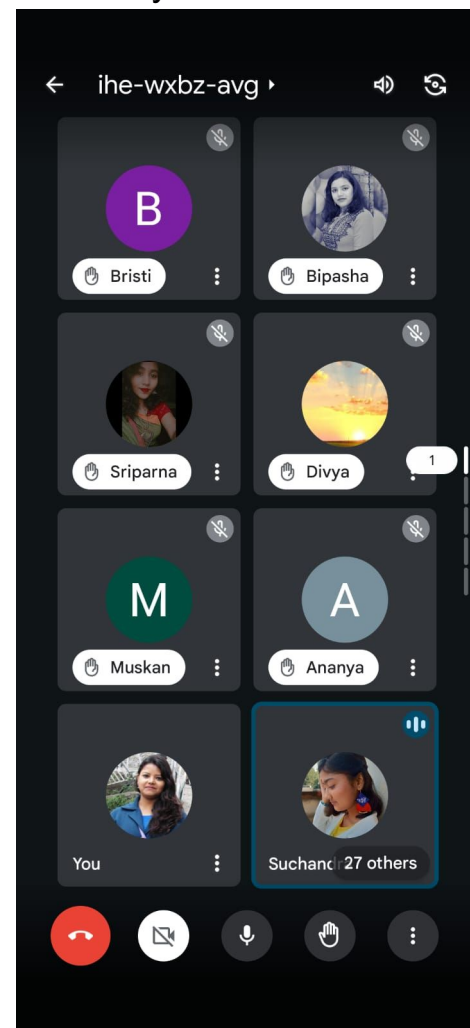 ihe-wxbz-avg
B
Bristi
Bipasha
Sriparna
Divya
1
M
Muskan
A
Ananya
You
27 others